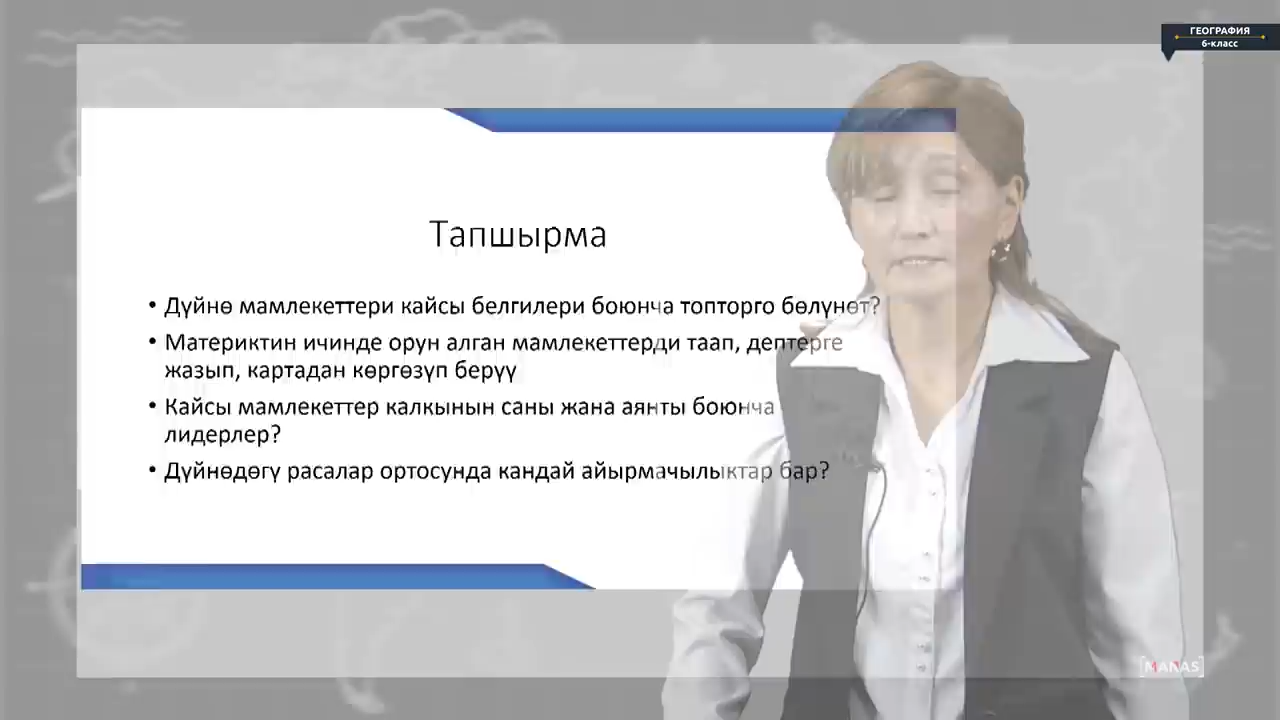 ГЕОГРАФИЯ
6-класс
Тапшырма
• Дүйнө мамлекеттери кайсы белгилери боюнча топторго бөлүнөт?
• Материктин ичинде орун алган мамлекеттерди таап, дептерге
жазып, картадан көргөзүп берүү
• Кайсы мамлекеттер калкынын саны жана аянты боюнча
лидерлер?
• Дүйнөдөгү расалар ортосунда кандай айырмачылыктар бар?
[MANAS]